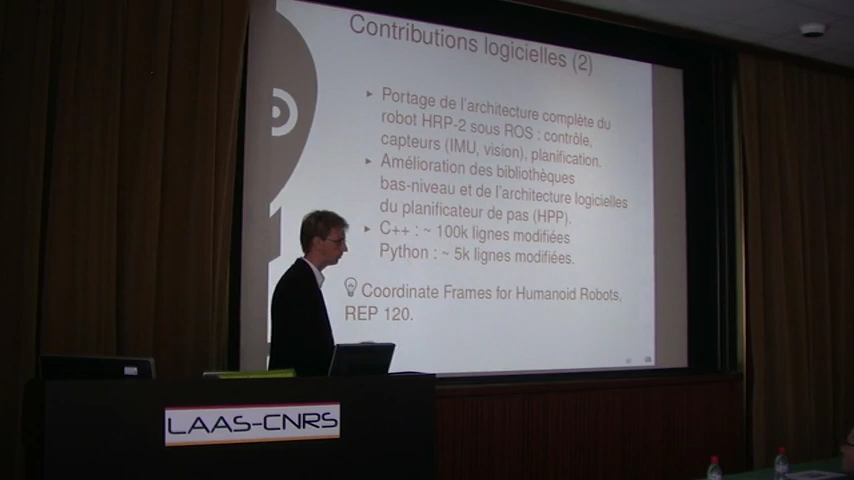 Contributions logicielles (2)
Portage de l'architecture complète du
robot HRP-2 sous ROS : contrôle,
capteurs (IMU, vision), planification.
Amélioration des bibliothèques
bas-niveau et de l'architecture logicielles
du planificateur de pas (HPP).
C++ : ~ 100k lignes modifiées
Python : ~ 5k lignes modifiées.
Coordinate Frames for Humanoid Robots,
REP 120.
LAAS-CNRS